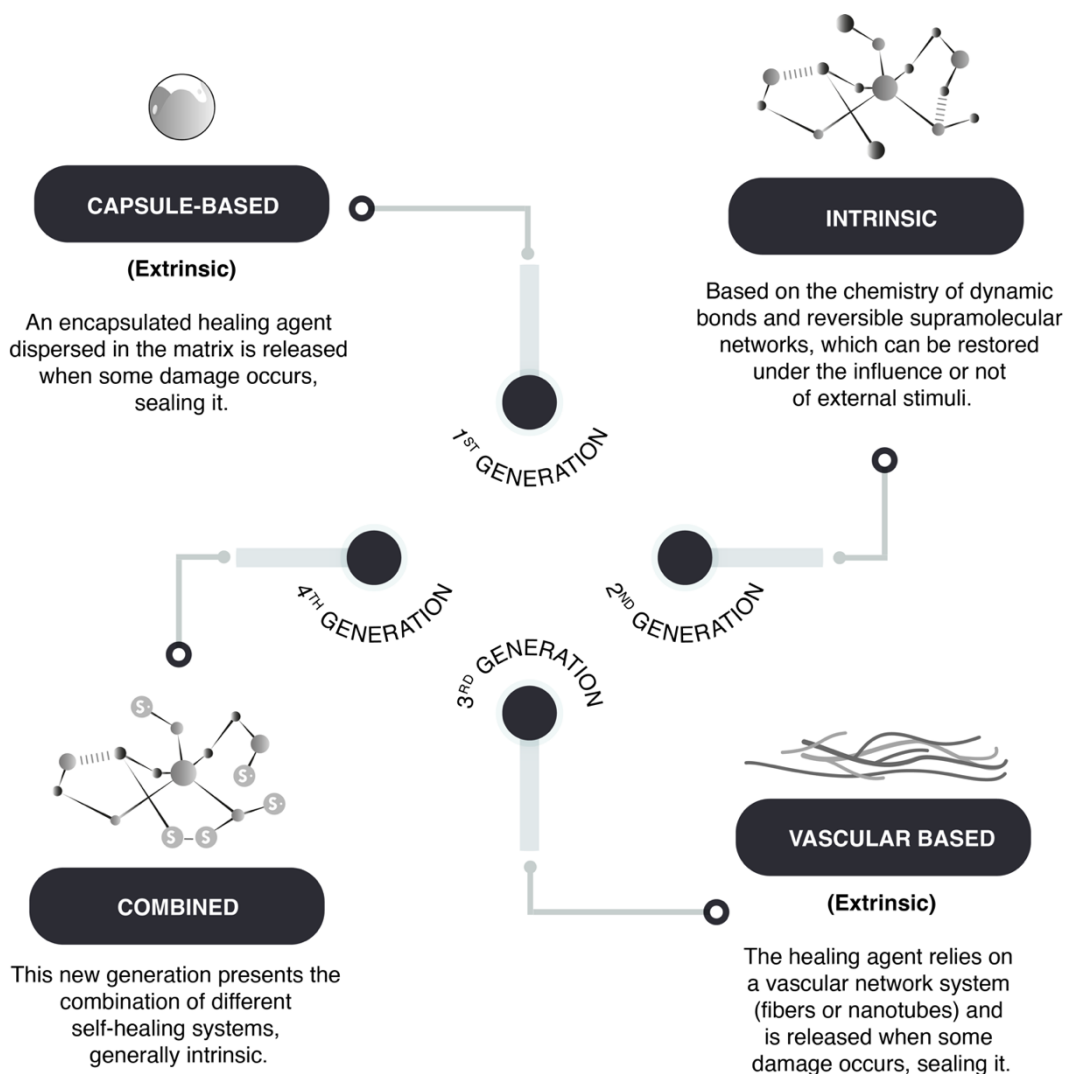 CAPSULE-BASED
(Extrinsic)
An encapsulated healing agent
dispersed in the matrix is released
when some damage occurs,
sealing it.
INTRINSIC
Based on the chemistry of dynamic
bonds and reversible supramolecular
networks, which can be restored
under the influence or not
of external stimuli.
1ST GENERATION
4TH GENERATION
2ND GENERATION
3RD GENERATION
S·
S·
S·
S–S
COMBINED
This new generation presents the
combination of different
self-healing systems,
generally intrinsic.
VASCULAR BASED
(Extrinsic)
The healing agent relies on
a vascular network system
(fibers or nanotubes) and
is released when some
damage occurs, sealing it.